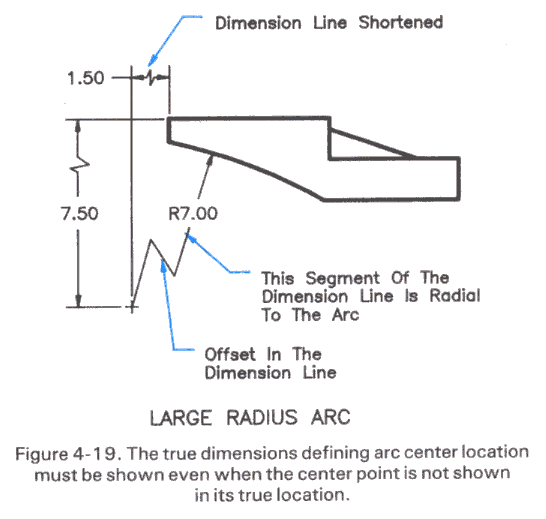 Dimension Line Shortened
1.50
7.50
R7.00
This Segment Of The
Dimension Line Is Radial
To The Arc
Offset In The
Dimension Line
LARGE RADIUS ARC
Figure 4-19. The true dimensions defining arc center location
must be shown even when the center point is not shown
in its true location.